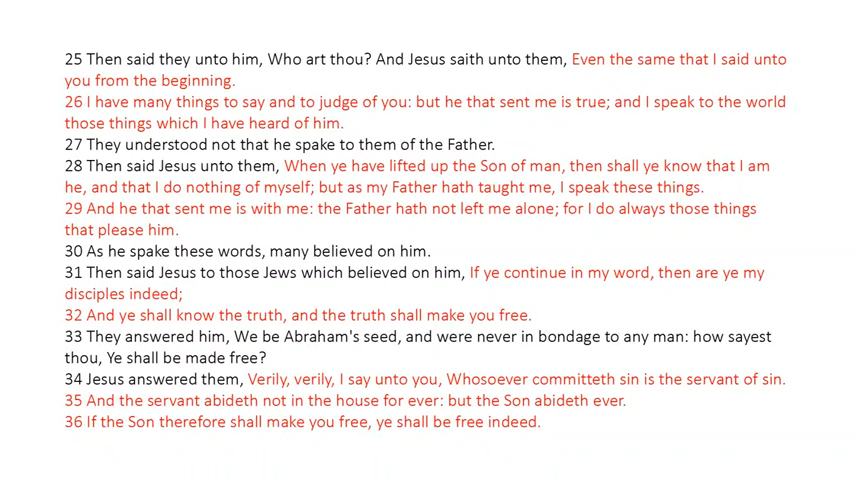 25 Then said they unto him, Who art thou? And Jesus saith unto them, Even the same that I said unto
you from the beginning.
26 I have many things to say and to judge of you: but he that sent me is true; and I speak to the world
those things which I have heard of him.
27 They understood not that he spake to them of the Father.
28 Then said Jesus unto them, When ye have lifted up the Son of man, then shall ye know that I am
he, and that I do nothing of myself; but as my Father hath taught me, I speak these things.
29 And he that sent me is with me: the Father hath not left me alone; for I do always those things
that please him.
30 As he spake these words, many believed on him.
31 Then said Jesus to those Jews which believed on him, If ye continue in my word, then are ye my
disciples indeed;
32 And ye shall know the truth, and the truth shall make you free.
33 They answered him, We be Abraham's seed, and were never in bondage to any man: how sayest
thou, Ye shall be made free?
34 Jesus answered them, Verily, verily, I say unto you, Whosoever committeth sin is the servant of sin.
35 And the servant abideth not in the house for ever: but the Son abideth ever.
36 If the Son therefore shall make you free, ye shall be free indeed.